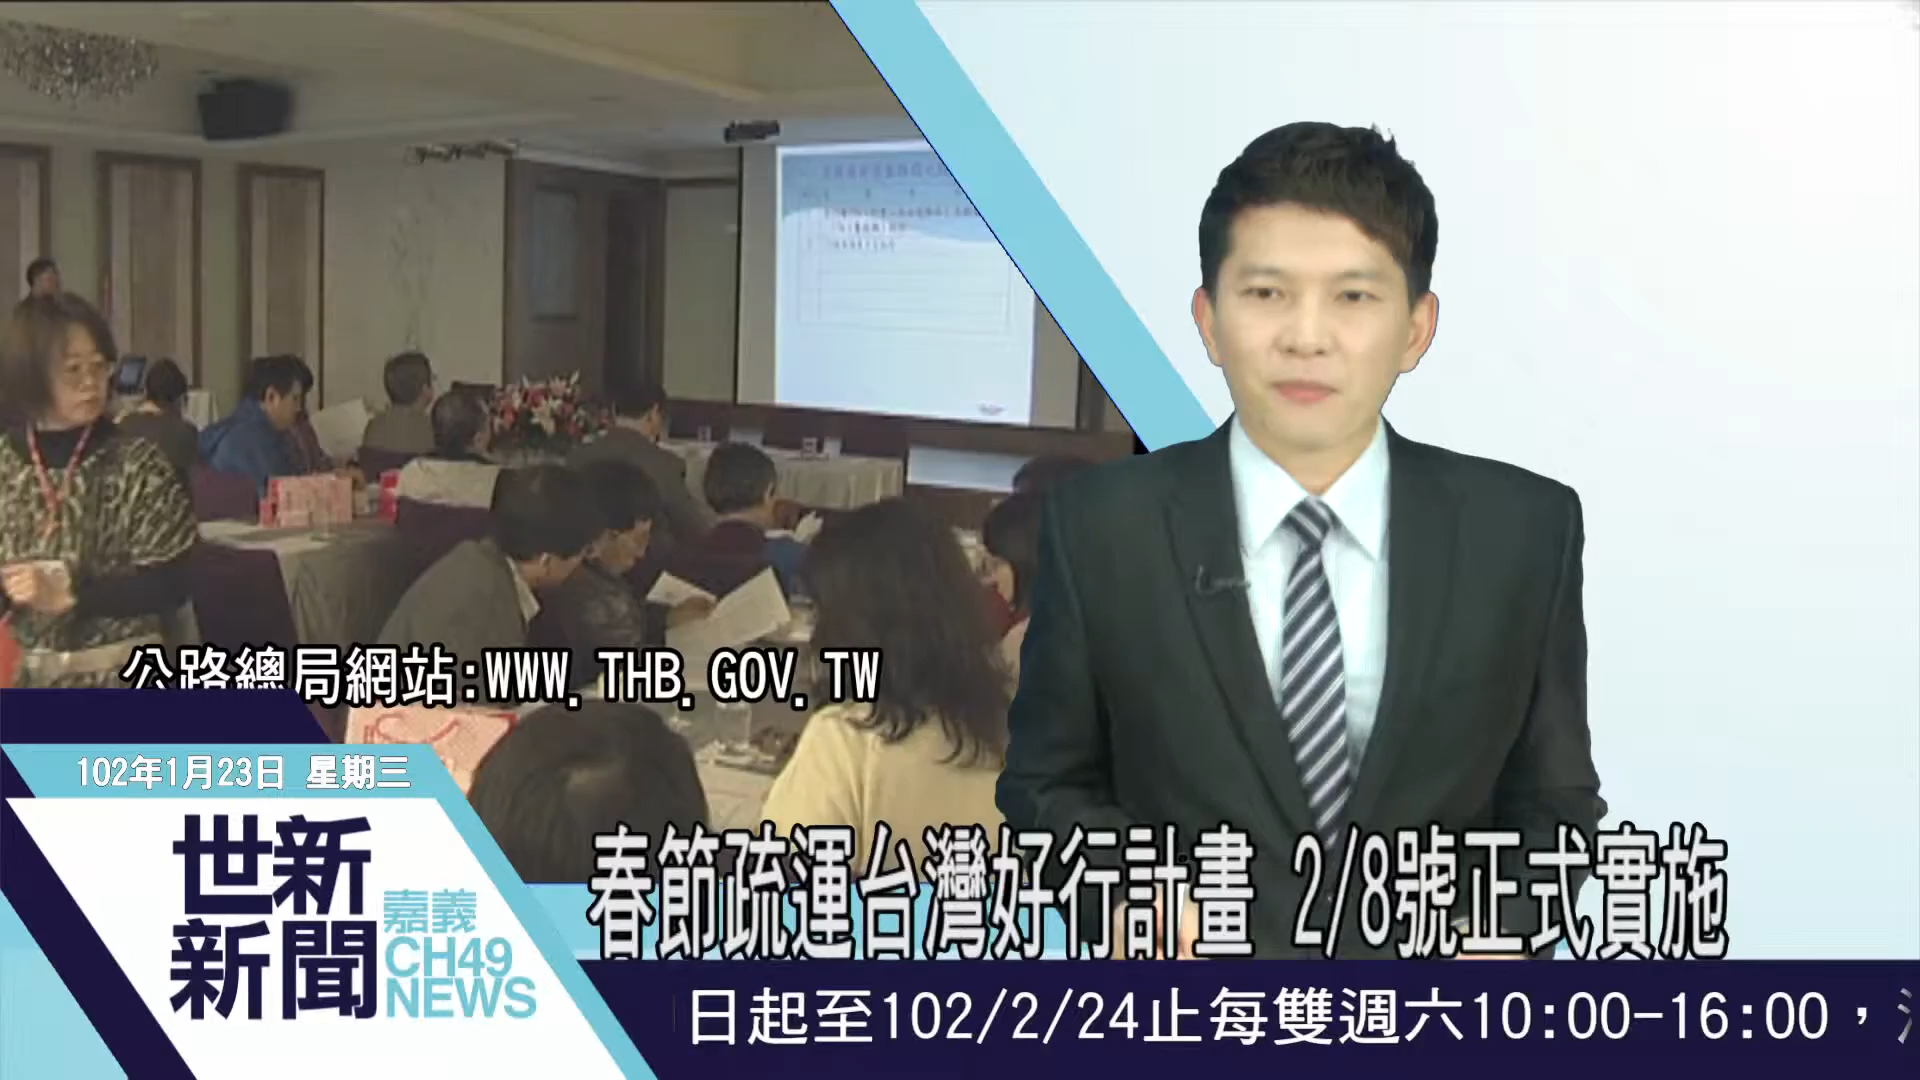 公路總局網站:WWW.THB.GOV.TW
102年1月23日 星期三
世新
新聞
嘉義
CH49
NEWS
春節疏運台灣好行計畫 2/8號正式實施
日起至102/2/24止每雙週六10:00-16:00，